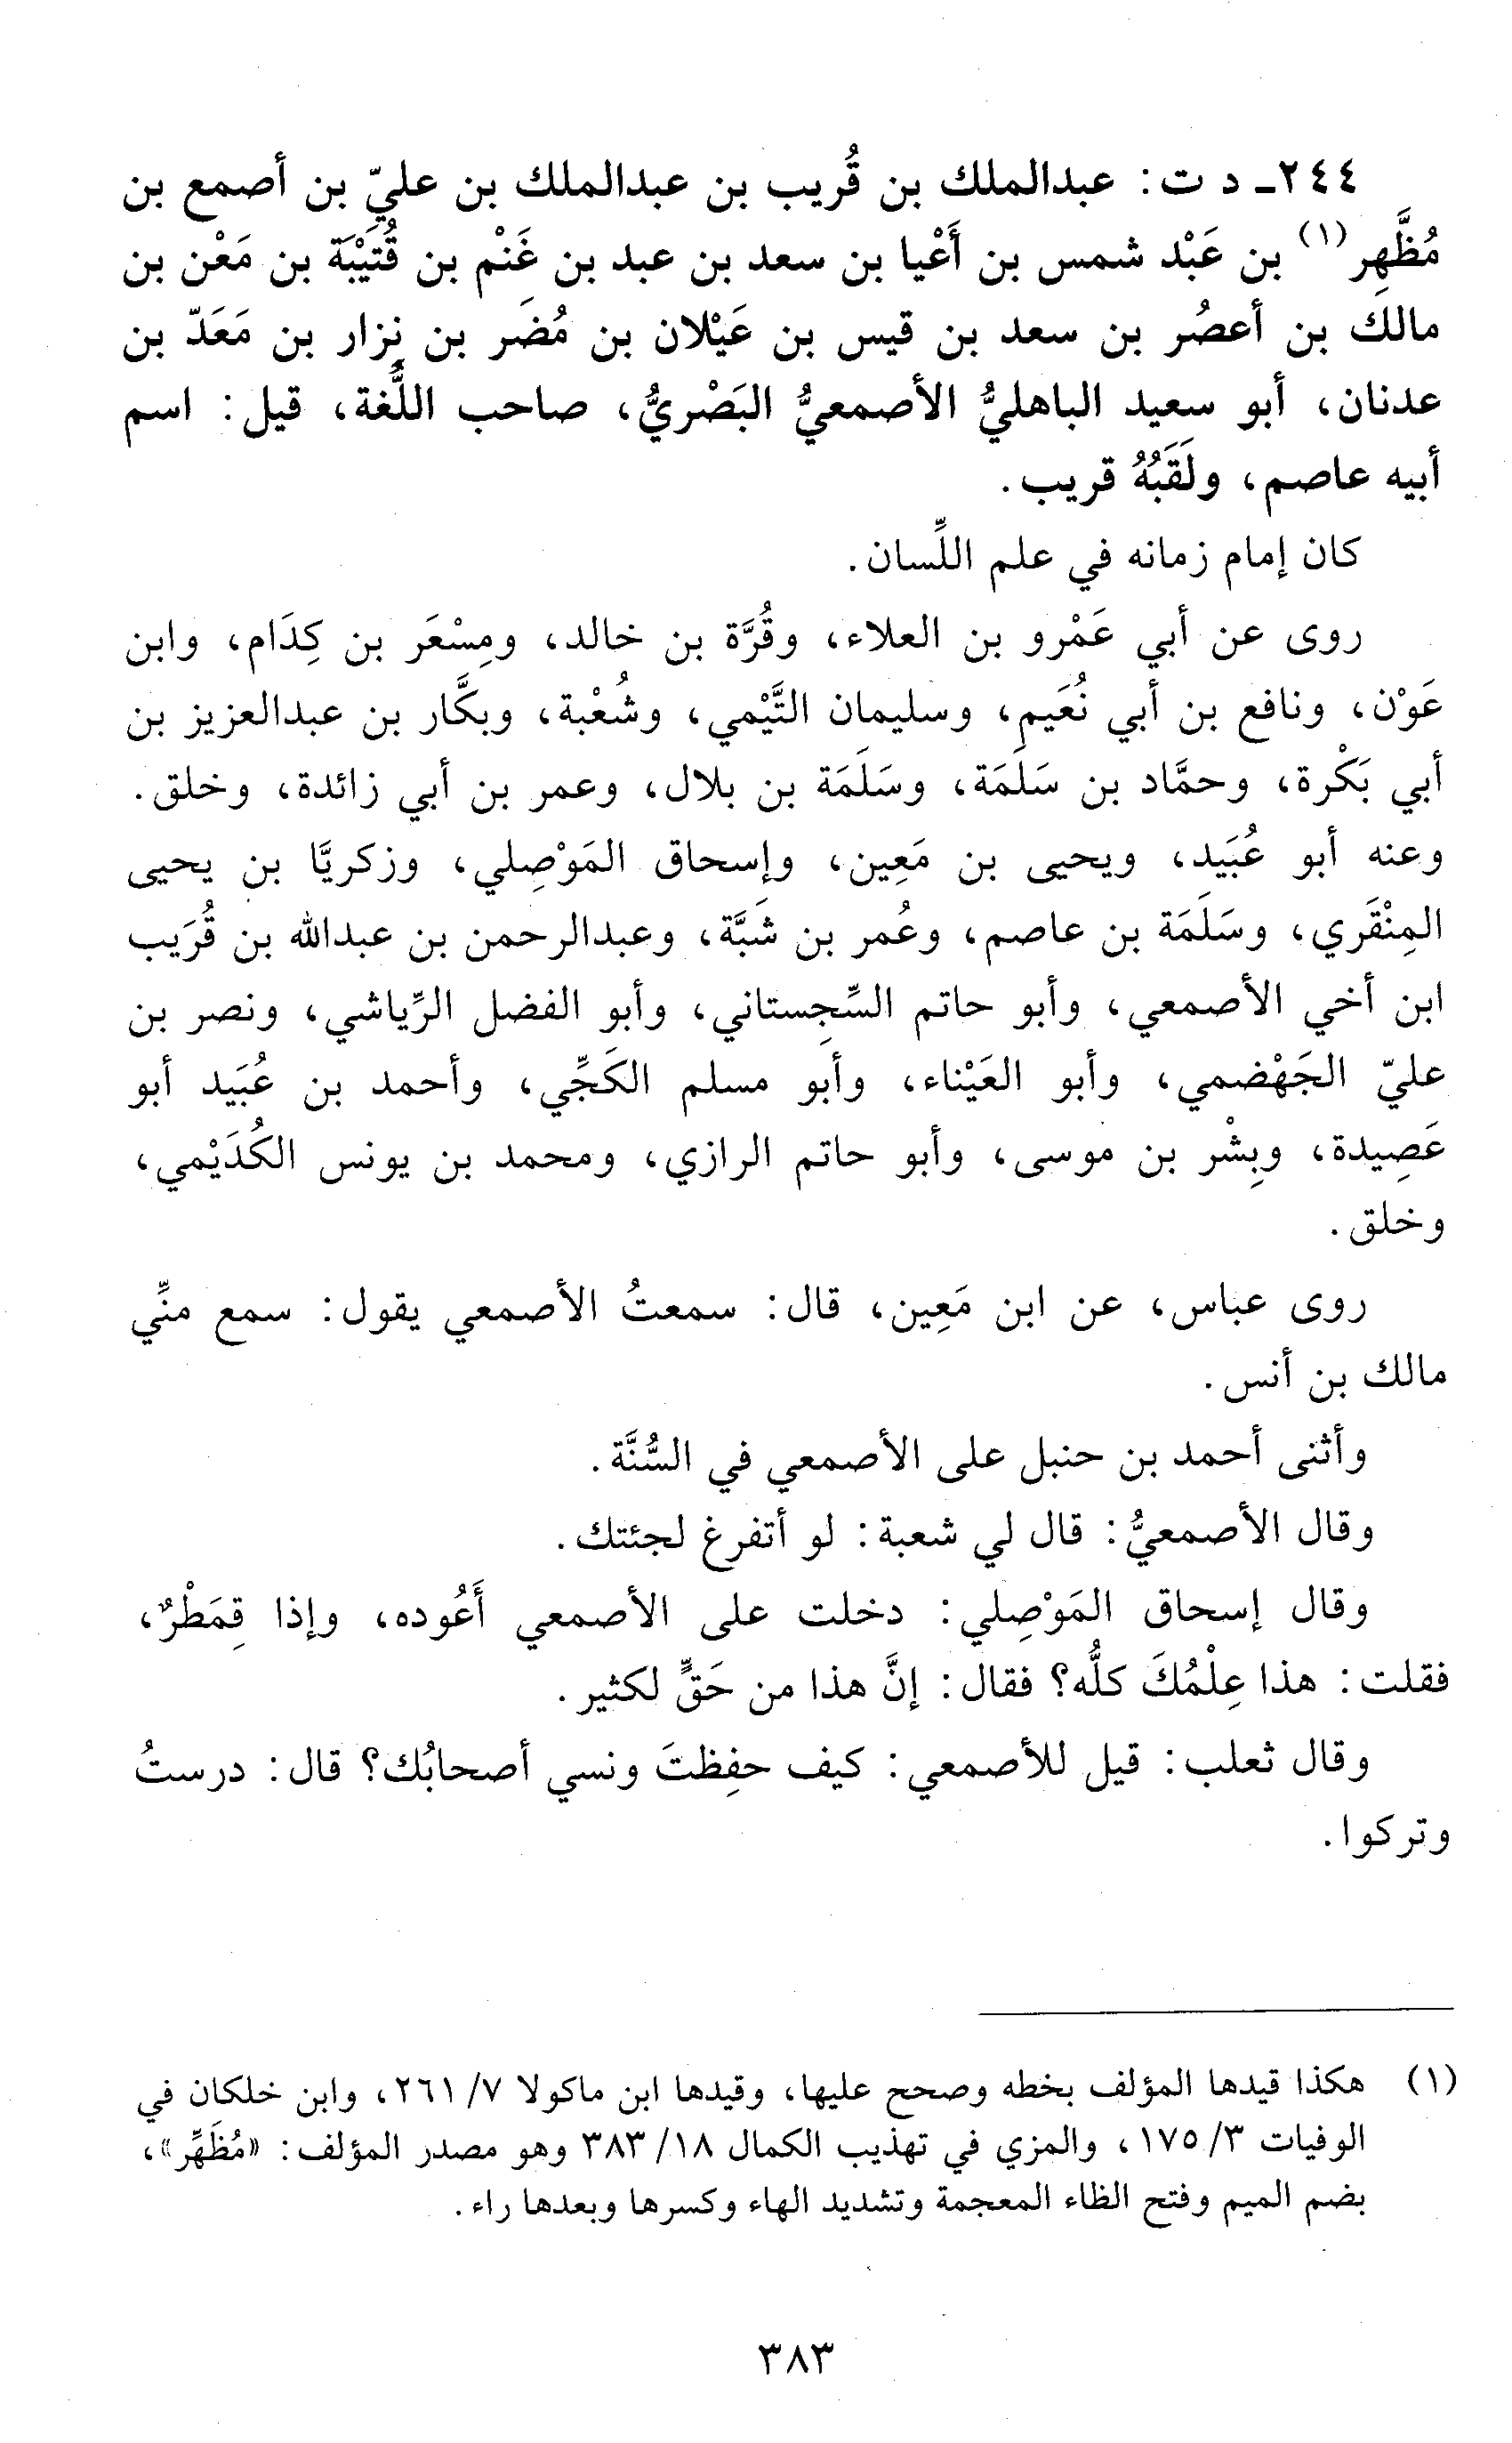 ٢٤٤ـ د ت: عبدالملك بن قُريب بن عبدالملك بن عليّ بن أصمع بن
مُظَّهِر(١) بن عَبْد شمس بن أَعْيا بن سعد بن عبد بن غَنْم بن قُتَيْبَة بن مَعْن بن
مالك بن أعصُر بن سعد بن قيس بن عَيْلان بن مُضَر بن نِزار بن مَعَدّ بن
عدنان، أبو سعيد الباهليُّ الأصمعيُّ البَصْريُّ، صاحب اللُّغة، قيل: اسم
أبيه عاصم، ولَقَبُهُ قريب.
كان إمام زمانه في علم اللِّسان.
روى عن أبي عَمْرو بن العلاء، وقُرَّة بن خالد، ومِسْعَر بن كِدَام، وابن
عَوْن، ونافع بن أبي نُعَيم، وسليمان التَّيْمي، وشُعْبة، وبكَّار بن عبدالعزيز بن
أبي بَكْرة، وحمَّاد بن سَلَمَة، وسَلَمَة بن بلال، وعمر بن أبي زائدة، وخلق.
وعنه أبو عُبَيد، ويحيى بن مَعِين، وإسحاق المَوْصِلي، وزكريَّا بن يحيى
المِنْقَري، وسَلَمَة بن عاصم، وعُمر بن شَبَّة، وعبدالرحمن بن عبدالله بن قُرَيب
ابن أخي الأصمعي، وأبو حاتم السِّجِستاني، وأبو الفضل الرِّياشي، ونصر بن
عليّ الجَهْضمي، وأبو العَيْناء، وأبو مسلم الكَجِّي، وأحمد بن عُبَيد أبو
عَصِيدة، وبِشْر بن موسى، وأبو حاتم الرازي، ومحمد بن يونس الكُدَيْمي،
وخلق.
روى عباس، عن ابن مَعِين، قال: سمعتُ الأصمعي يقول: سمع منِّي
مالك بن أنس.
وأثنى أحمد بن حنبل على الأصمعي في السُّنَّة.
وقال الأصمعيُّ: قال لي شعبة: لو أتفرغ لجئتك.
وقال إسحاق المَوْصِلي: دخلت على الأصمعي أَعُوده، وإذا قِمَطْرٌ،
فقلت: هذا عِلْمُكَ كلُّه؟ فقال: إنَّ هذا من حَقٍّ لكثير.
وقال ثعلب: قيل للأصمعي: كيف حفِظتَ ونسي أصحابُك؟ قال: درستُ
وتركوا.
(١) هكذا قيدها المؤلف بخطه وصحح عليها، وقيدها ابن ماكولا ٧/ ٢٦١، وابن خلكان في
الوفيات ٣/ ١٧٥، والمزي في تهذيب الكمال ١٨/ ٣٨٣ وهو مصدر المؤلف: «مُظَهِّر»،
بضم الميم وفتح الظاء المعجمة وتشديد الهاء وكسرها وبعدها راء.
٣٨٣